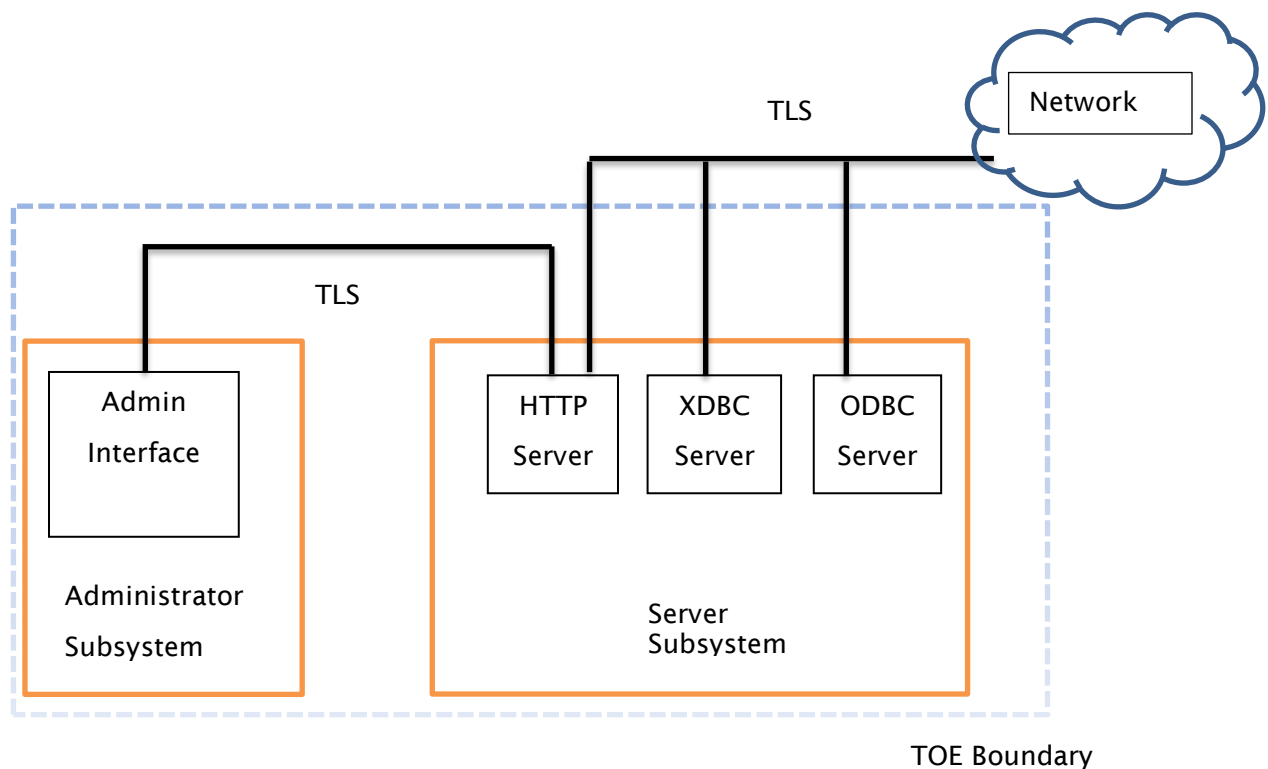 Network
TLS
TLS
Admin
Interface
HTTP
Server
XDBC
Server
ODBC
Server
Administrator
Subsystem
Server
Subsystem
TOE Boundary